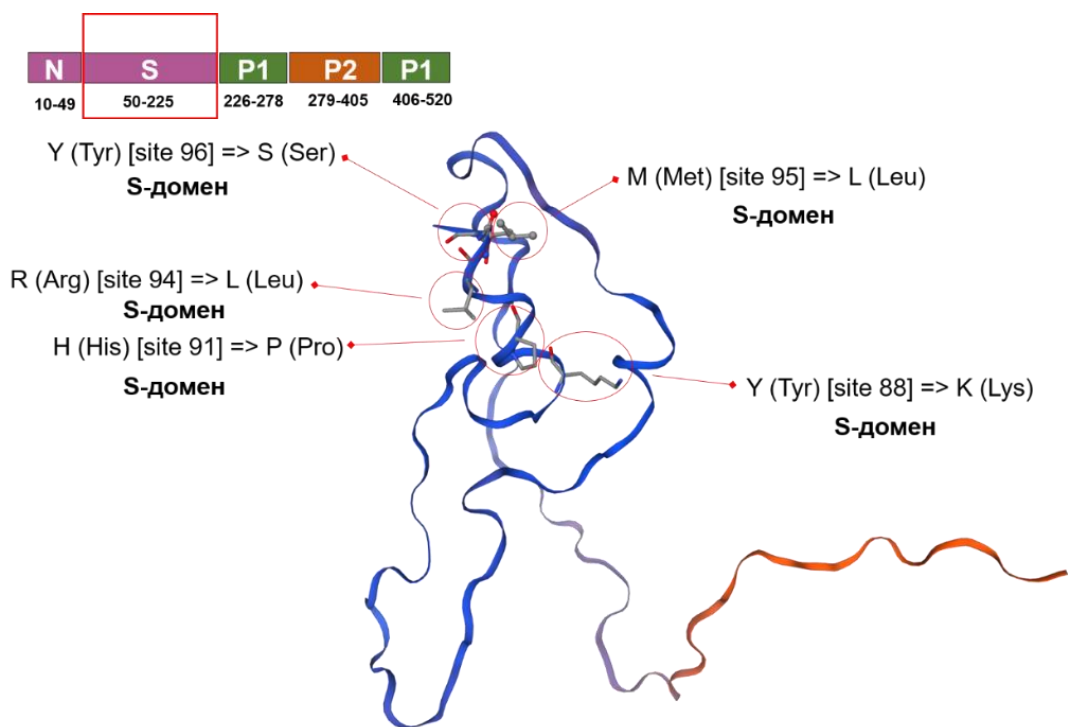 N S P1 P2 P1
10-49 50-225 226-278 279-405 406-520
Y (Tyr) [site 96] => S (Ser)
S-домен
M (Met) [site 95] => L (Leu)
S-домен
R (Arg) [site 94] => L (Leu)
S-домен
H (His) [site 91] => P (Pro)
S-домен
Y (Tyr) [site 88] => K (Lys)
S-домен